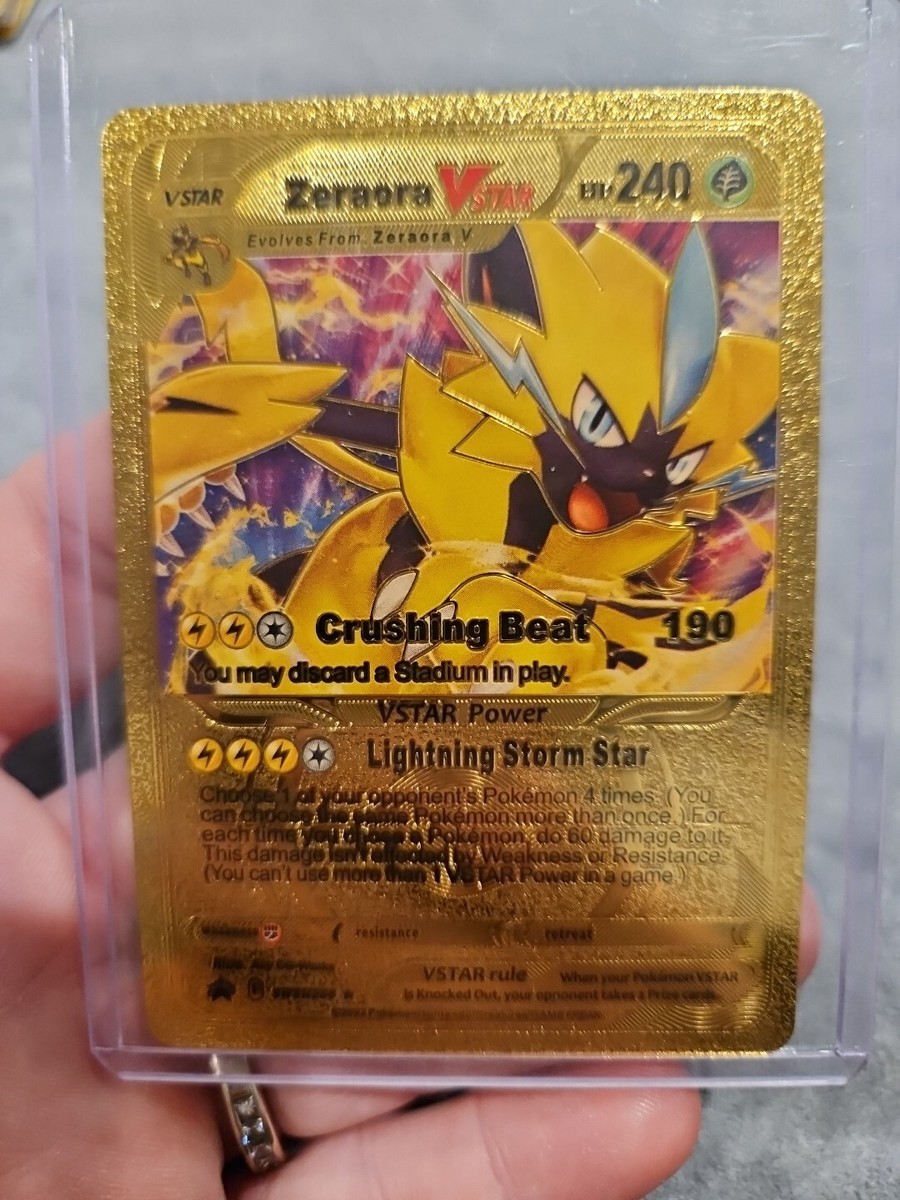 VSTAR Zeraora VSTAR HP 240
Evolves From Zeraora V
Crushing Beat 190
You may discard a Stadium in play.
VSTAR Power
Lightning Storm Star
Choose 1 of your opponent's Pokémon 4 times. (You
can choose the same Pokémon more than once.) For
each time you chose a Pokémon, do 60 damage to it.
This damage isn't affected by Weakness or Resistance.
(You can't use more than 1 VSTAR Power in a game.)
weakness resistance retreat
VSTAR rule When your Pokémon VSTAR
is Knocked Out, your opponent takes 2 Prize cards.